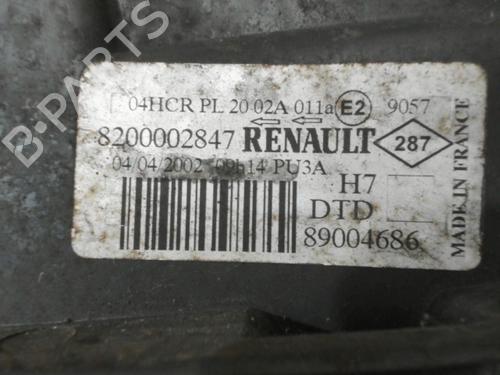 B-PARTS
04HCR PL 20 02A 011a E2 9057
8200002847 RENAULT 287
04/04/2002 09h14 PU3A
H7
DTD
89004686
MADE IN FRANCE